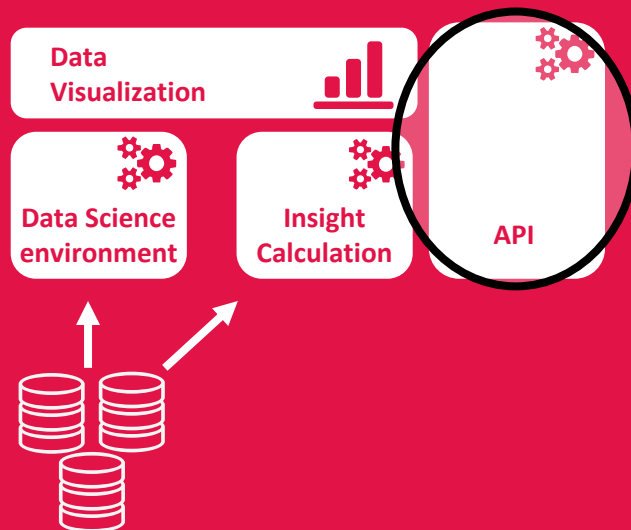 Data
Visualization
Data Science
environment
Insight
Calculation
API